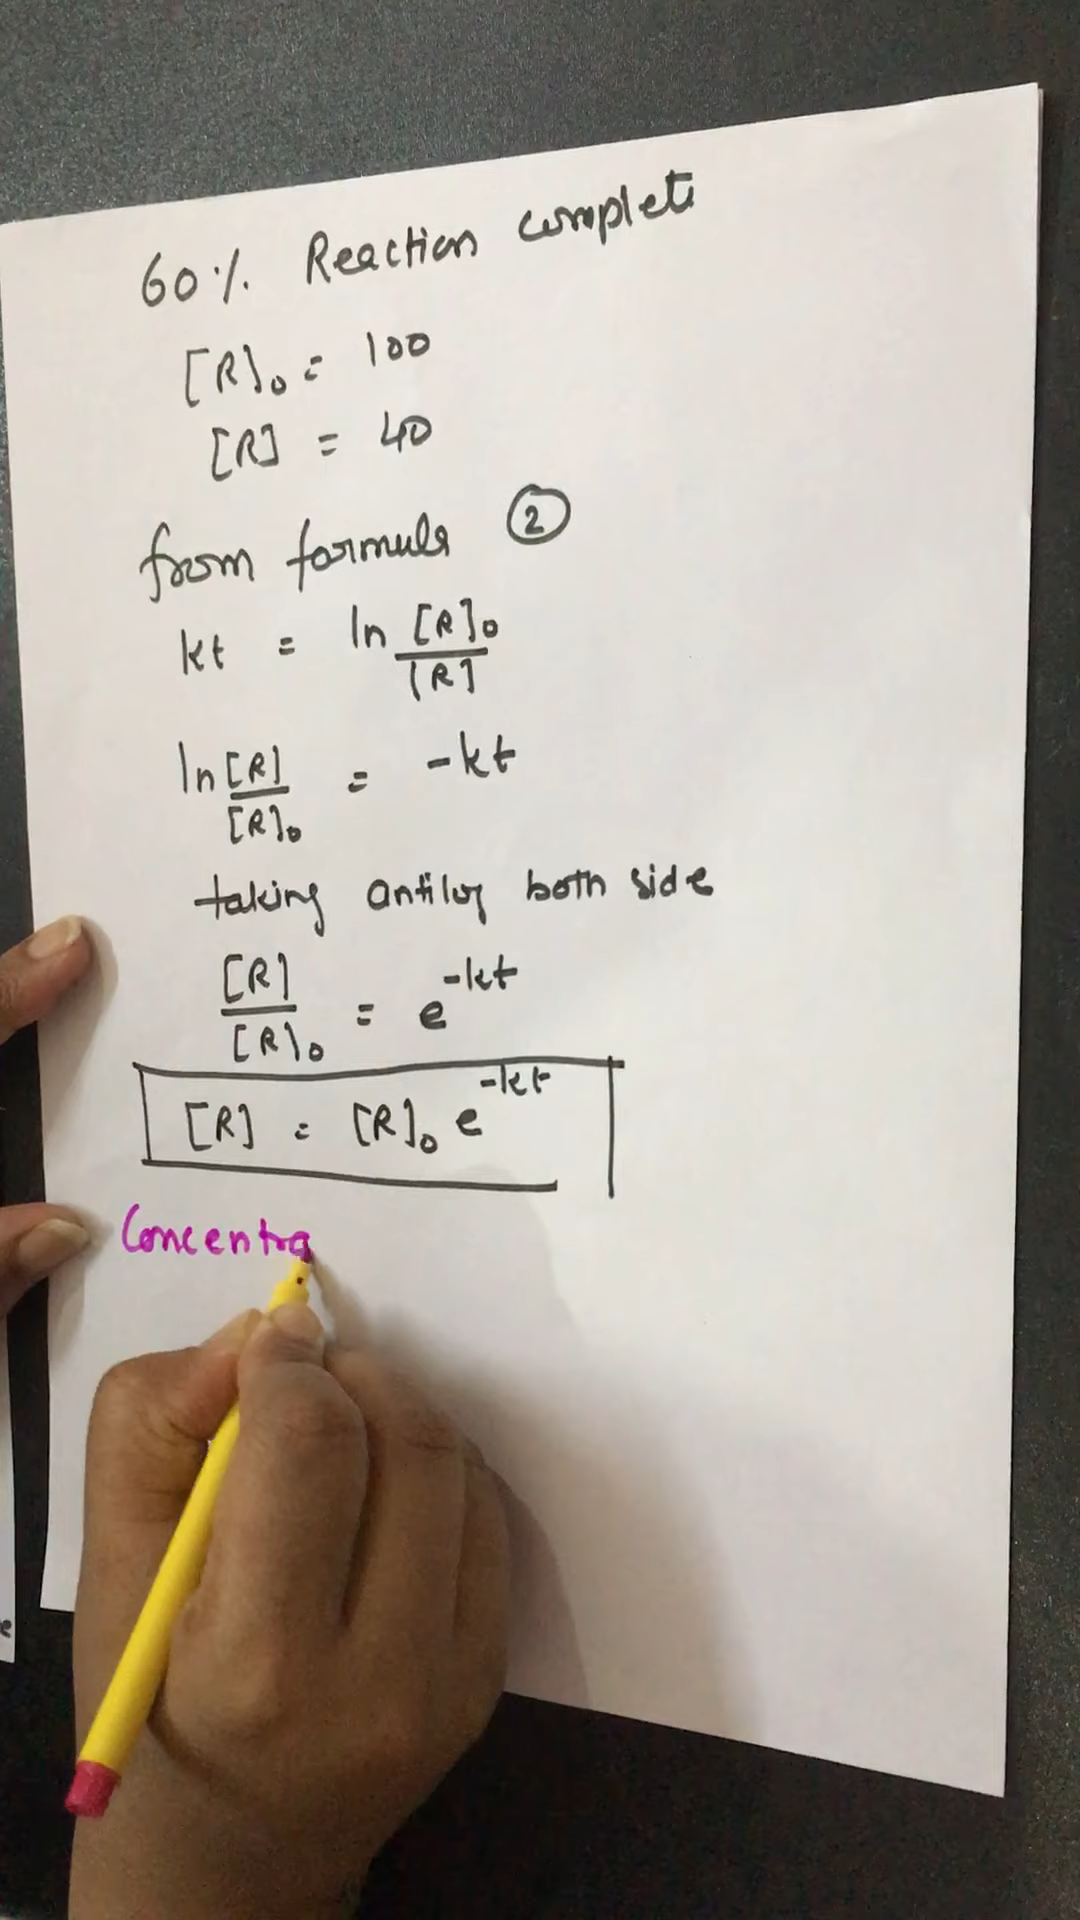 60% Reaction complete
[R]₀ = 100
[R] = 40
from formula ②
kt = ln [R]₀ / [R]
ln [R] / [R]₀ = -kt
taking antilog both side
[R] / [R]₀ = e^-kt
[R] = [R]₀ e^-kt
Concentra
e